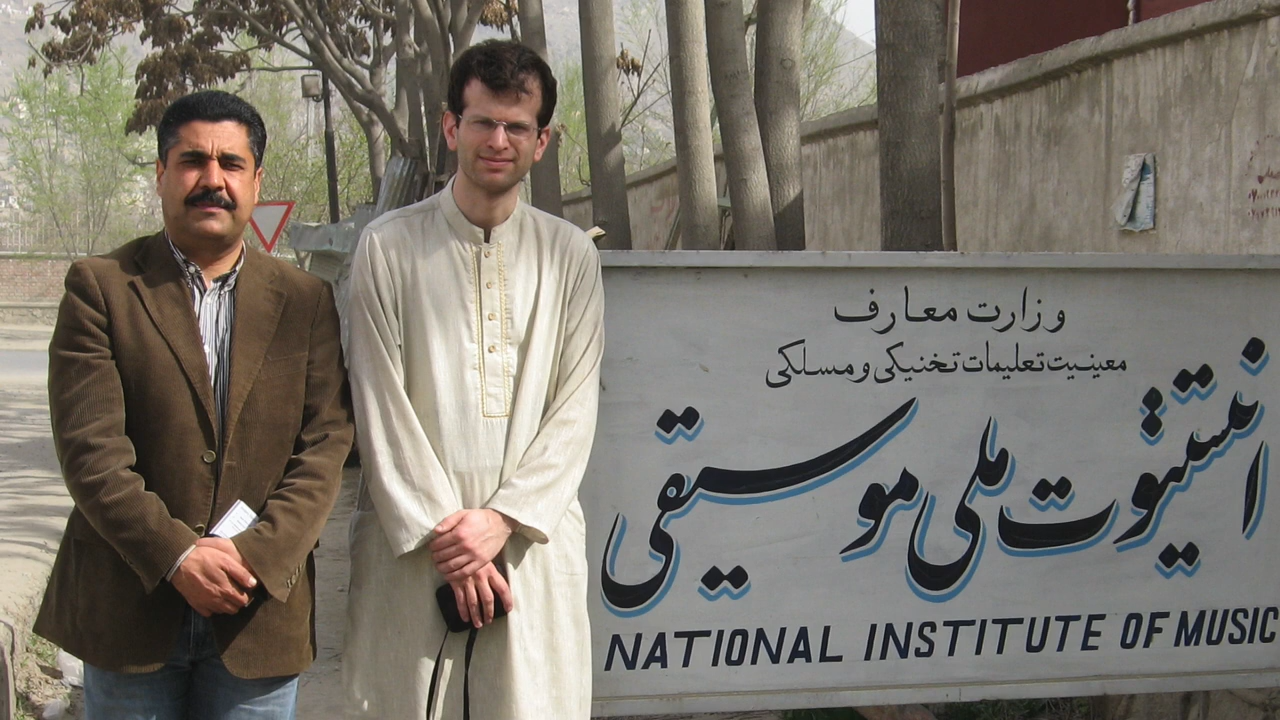 وزارت معارف
معینیت تعلیمات تخنیکی و مسلکی
انستیتوت ملی موسیقی
NATIONAL INSTITUTE OF MUSIC